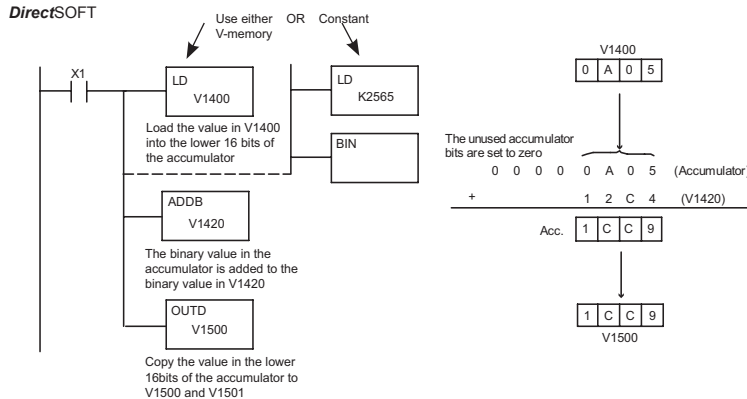 DirectSOFT
Use either OR Constant
V-memory
X1
LD
V1400
LD
K2565
Load the value in V1400
into the lower 16 bits of
the accumulator
BIN
ADDB
V1420
The binary value in the
accumulator is added to the
binary value in V1420
OUTD
V1500
Copy the value in the lower
16bits of the accumulator to
V1500 and V1501
V1400
0 A 0 5
The unused accumulator
bits are set to zero
0 0 0 0 0 A 0 5 (Accumulator)
+ 1 2 C 4 (V1420)
Acc. 1 C C 9
1 C C 9
V1500